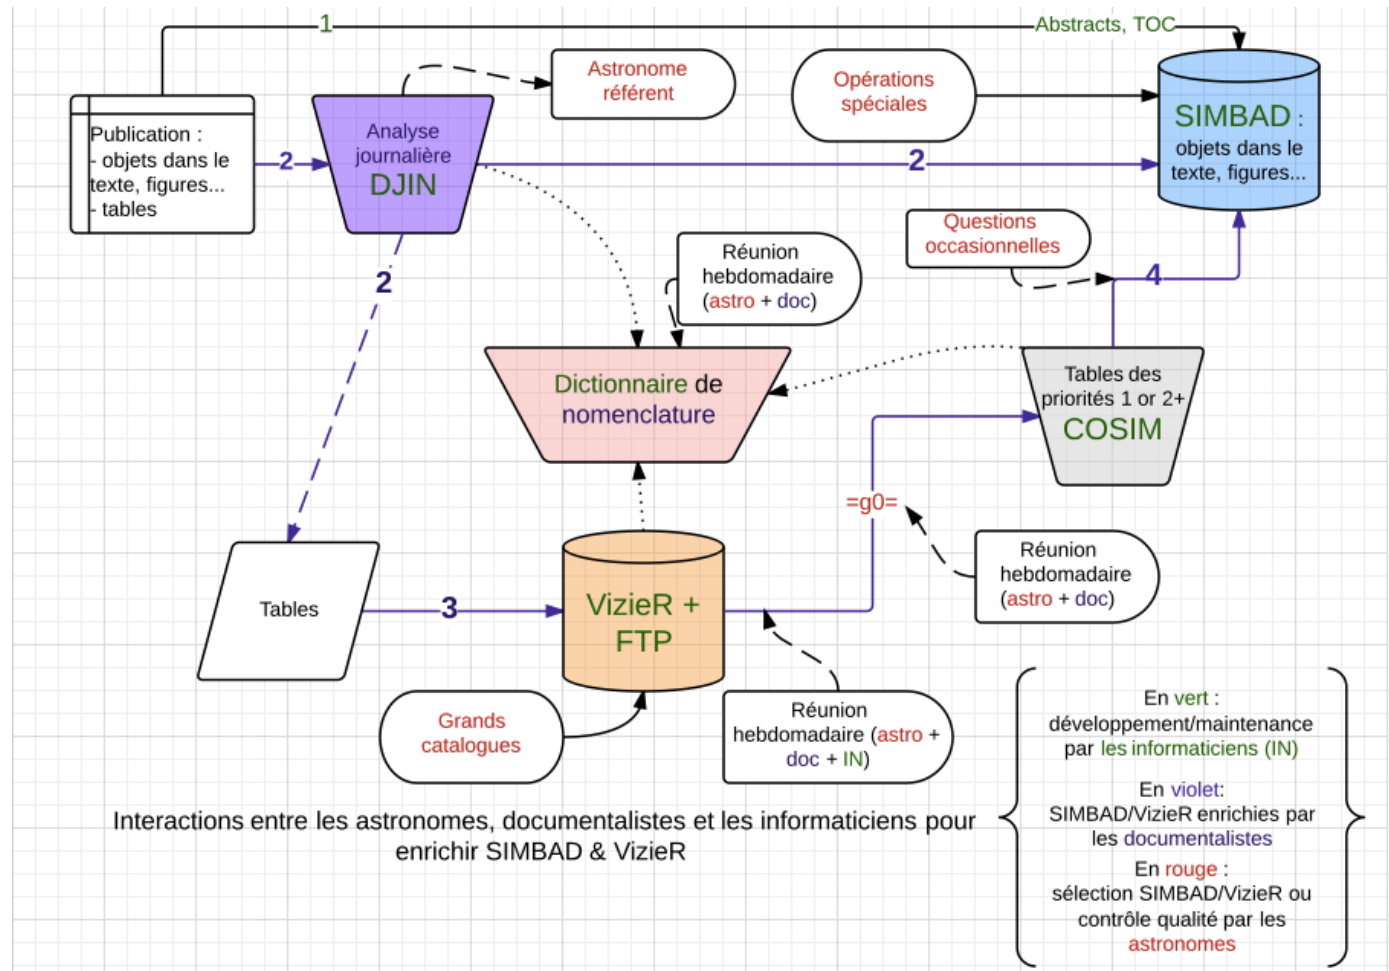 1
Abstracts, TOC
Astronome
référent
Opérations
spéciales
SIMBAD :
objets dans le
texte, figures...
Publication :
- objets dans le
texte, figures...
- tables
2
Analyse
journalière
DJIN
2
Questions
occasionnelles
2
Réunion
hebdomadaire
(astro + doc)
4
Dictionnaire de
nomenclature
Tables des
priorités 1 or 2+
COSIM
=g0=
Réunion
hebdomadaire
(astro + doc)
Tables
3
VizieR +
FTP
Grands
catalogues
Réunion
hebdomadaire (astro +
doc + IN)
En vert :
développement/maintenance
par les informaticiens (IN)
En violet:
SIMBAD/VizieR enrichies par
les documentalistes
En rouge :
sélection SIMBAD/VizieR ou
contrôle qualité par les
astronomes
Interactions entre les astronomes, documentalistes et les informaticiens pour
enrichir SIMBAD & VizieR